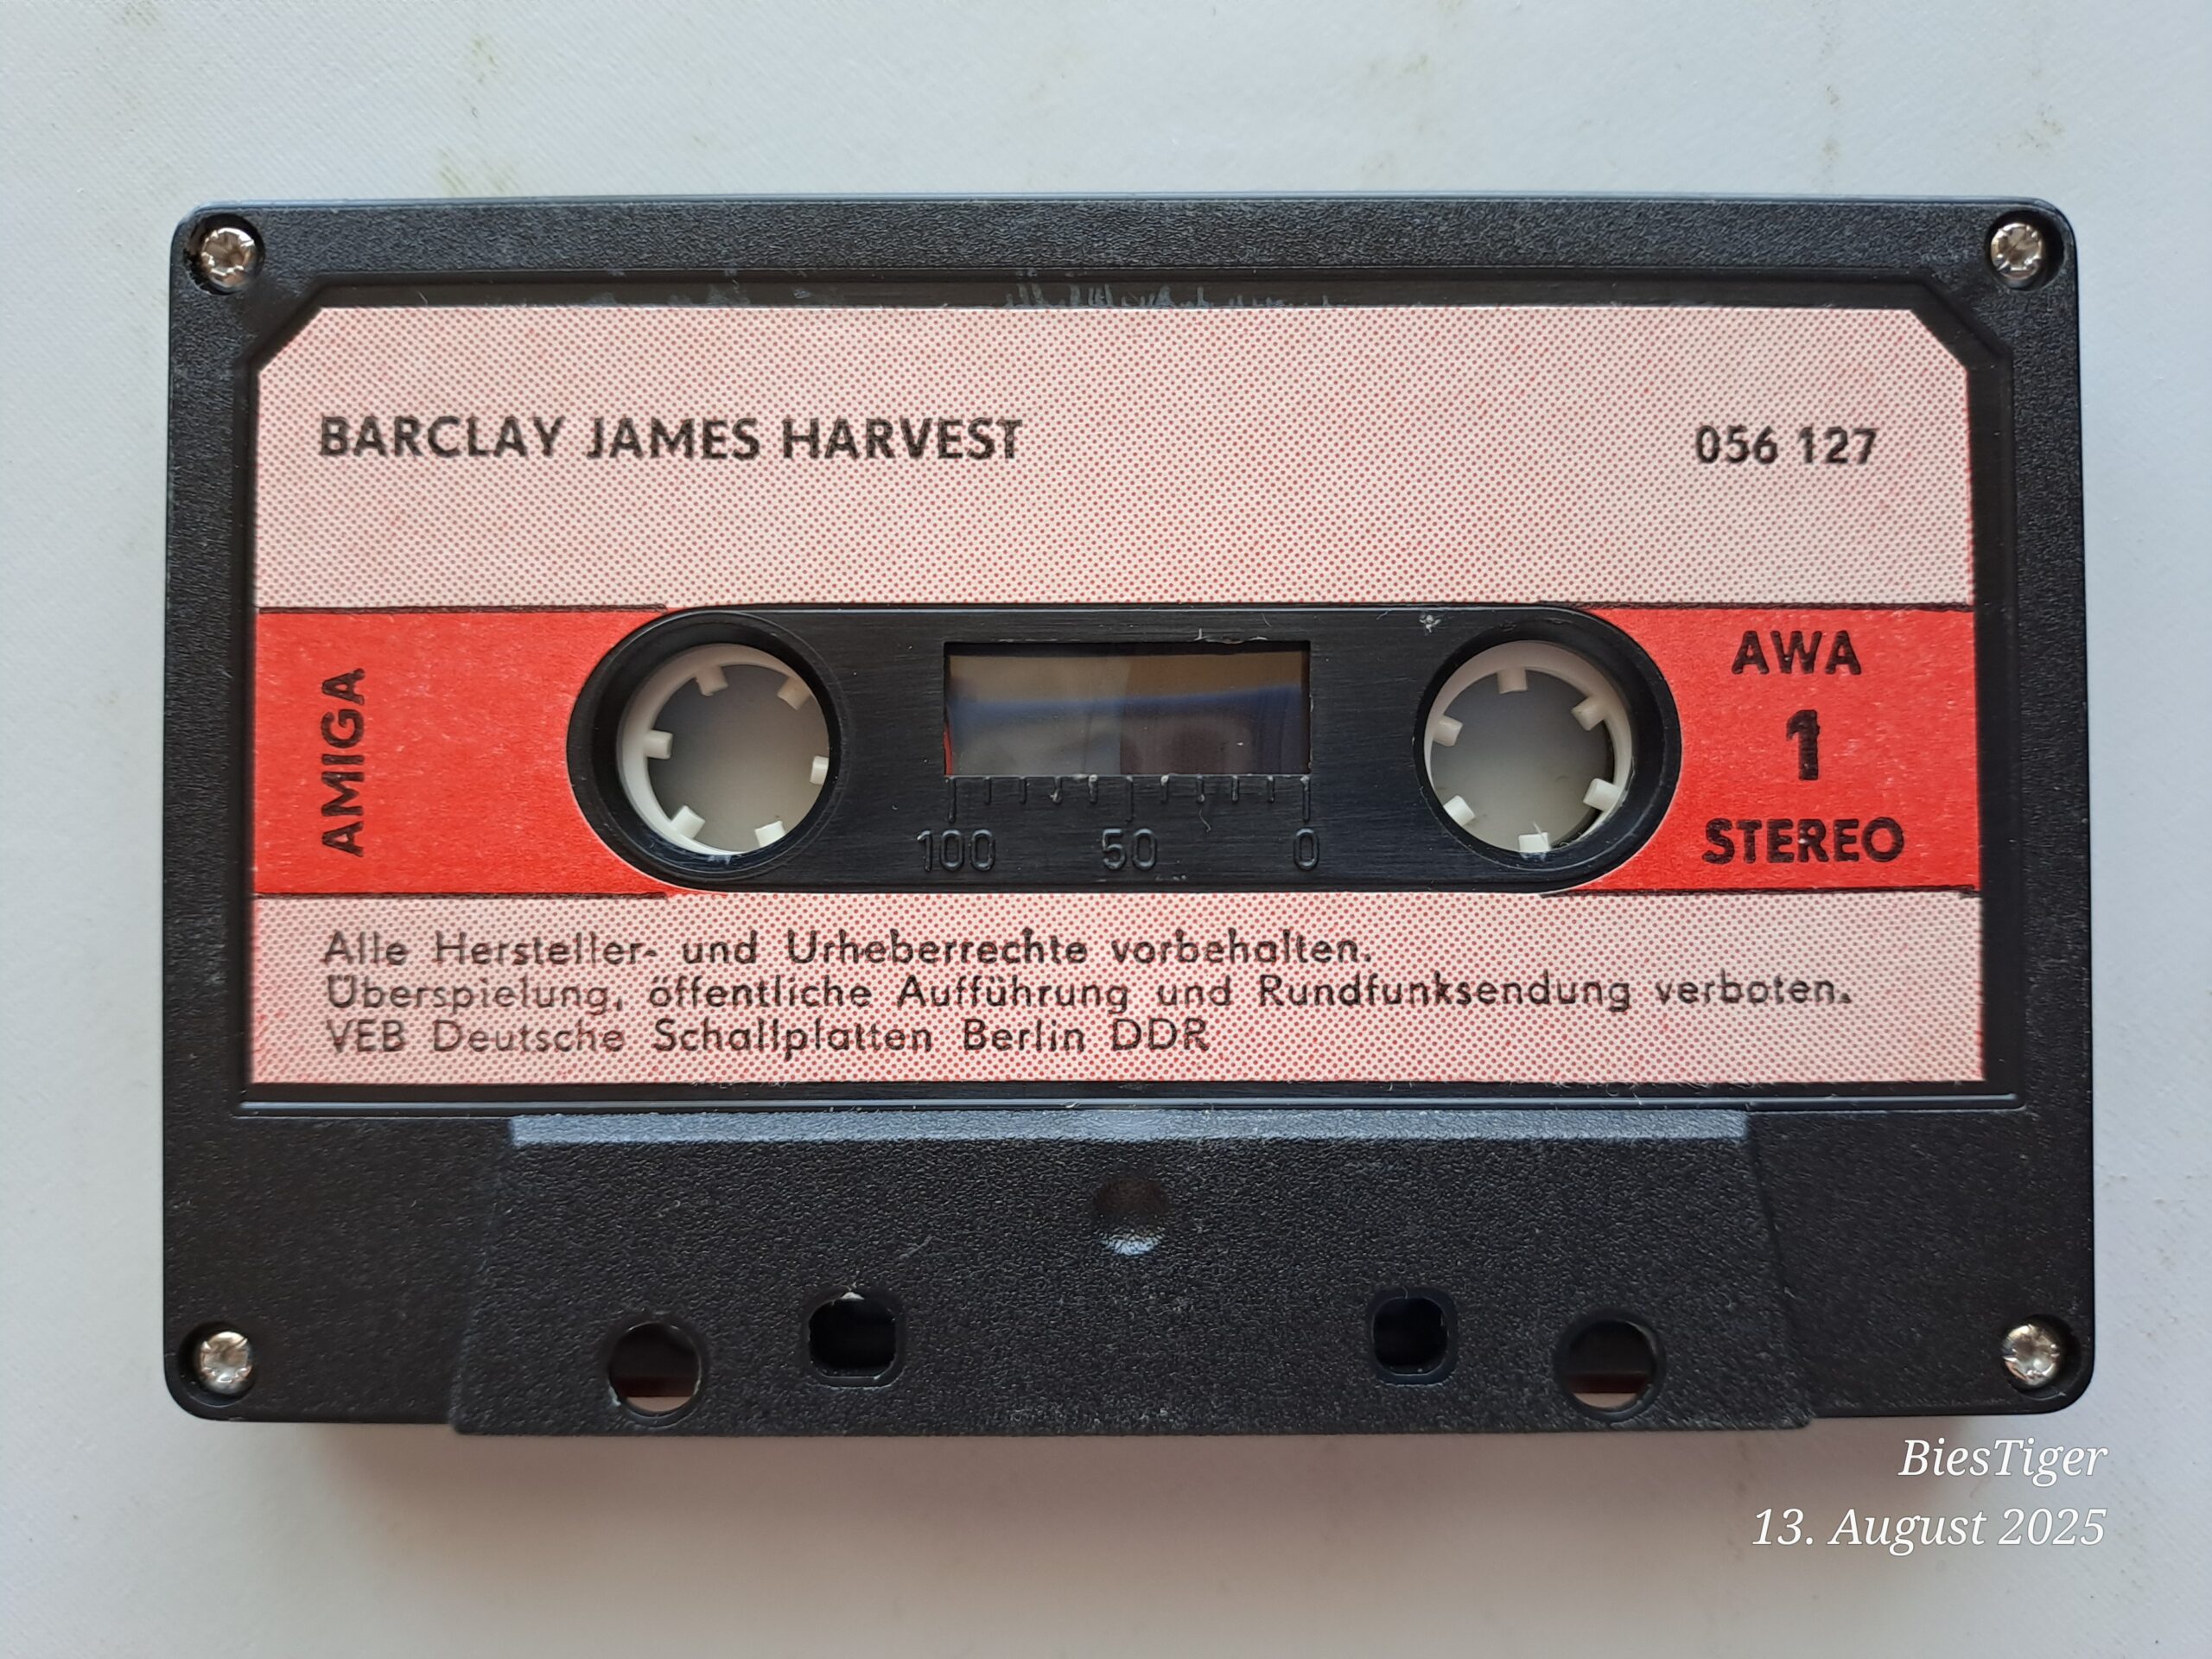 BARCLAY JAMES HARVEST 056 127
AMIGA
AWA
1
STEREO
100 50 0
Alle Hersteller- und Urheberrechte vorbehalten.
Überspielung, öffentliche Aufführung und Rundfunksendung verboten.
VEB Deutsche Schallplatten Berlin DDR
BiesTiger
13. August 2025